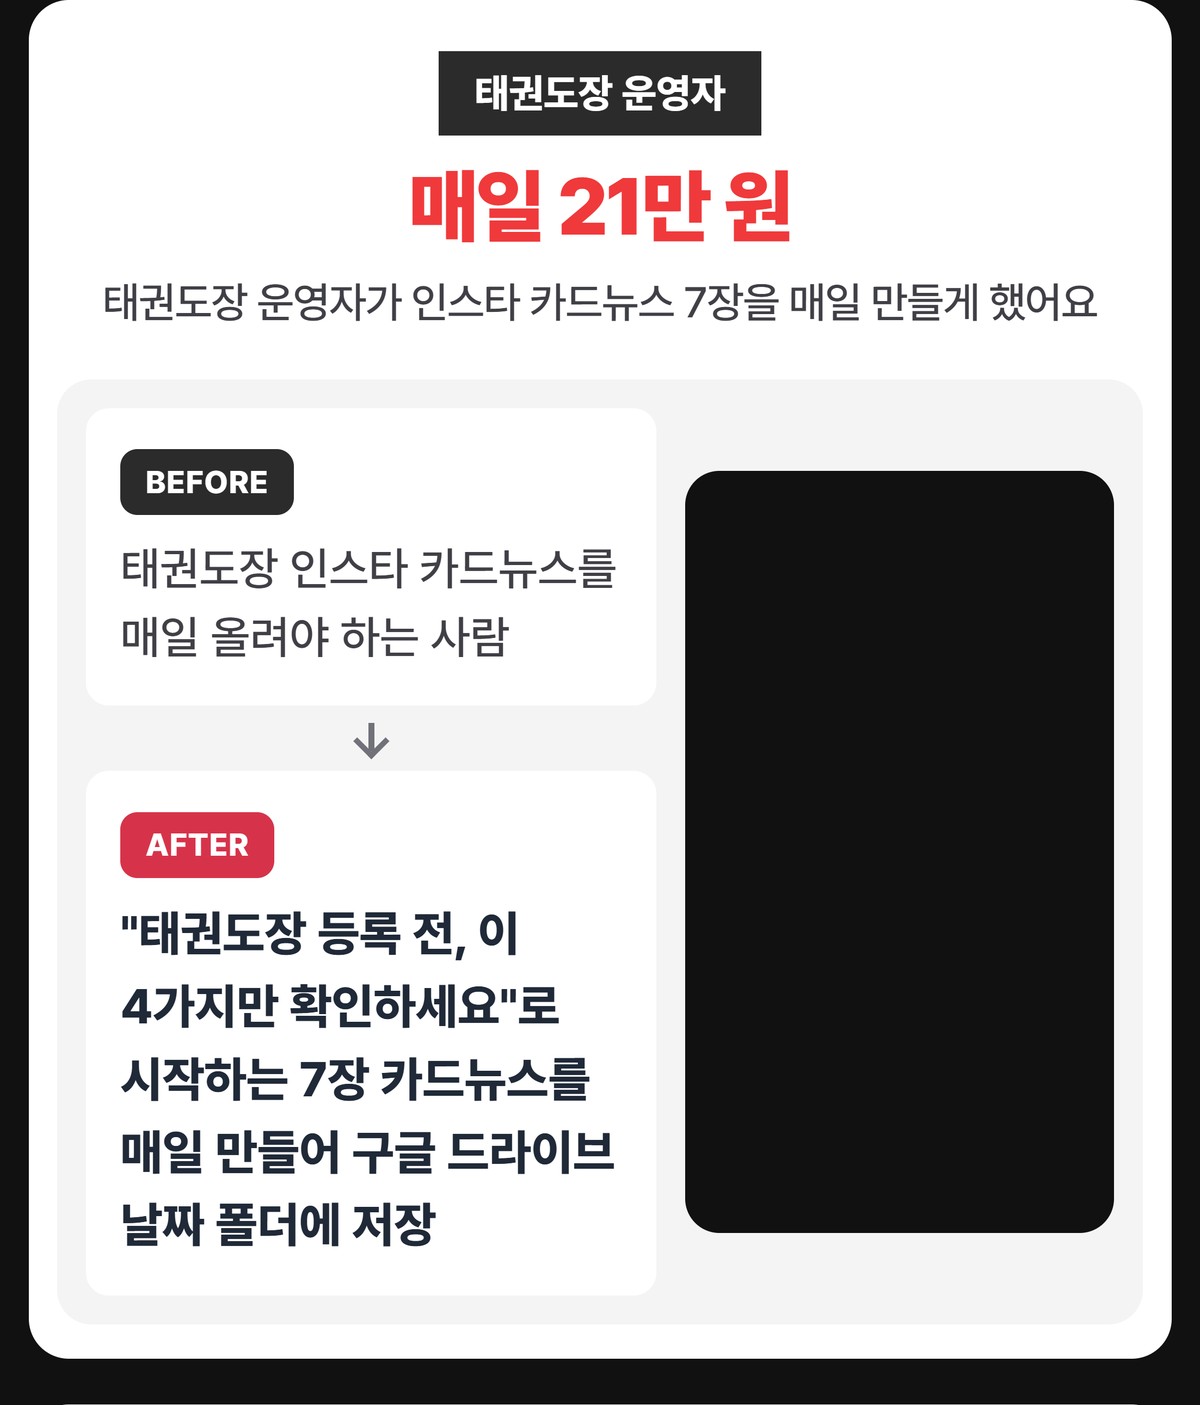 태권도장 운영자
매일 21만 원
태권도장 운영자가 인스타 카드뉴스 7장을 매일 만들게 했어요
BEFORE
태권도장 인스타 카드뉴스를
매일 올려야 하는 사람
↓
AFTER
"태권도장 등록 전, 이
4가지만 확인하세요"로
시작하는 7장 카드뉴스를
매일 만들어 구글 드라이브
날짜 폴더에 저장